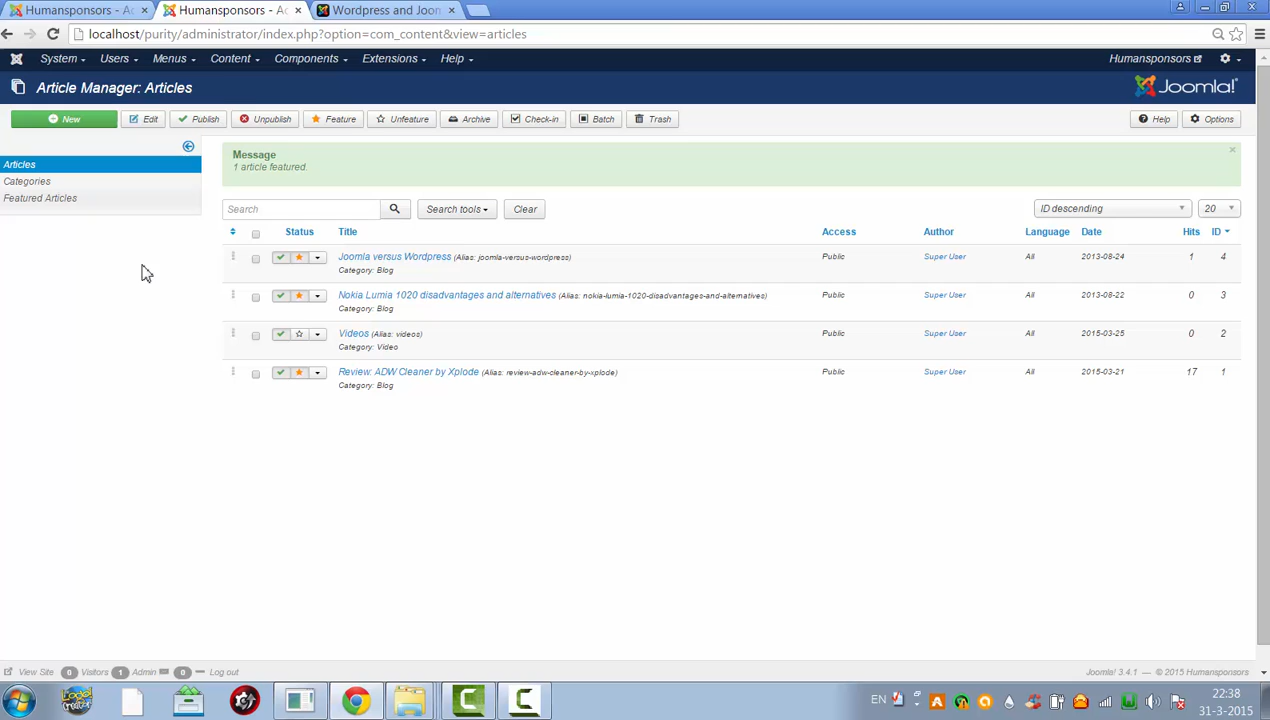 Humansponsors - Ac
Humansponsors - Ac
Wordpress and Joom
localhost/purity/administrator/index.php?option=com_content&view=articles
System Users Menus Content Components Extensions Help Humansponsors
Article Manager: Articles Joomla!
New Edit Publish Unpublish Feature Unfeature Archive Check-in Batch Trash Help Options
Articles
Categories
Featured Articles
Message
1 article featured.
Search Search tools Clear ID descending 20
Status Title Access Author Language Date Hits ID
Joomla versus Wordpress (Alias: joomla-versus-wordpress) Public Super User All 2013-08-24 1 4
Category: Blog
Nokia Lumia 1020 disadvantages and alternatives (Alias: nokia-lumia-1020-disadvantages-and-alternatives) Public Super User All 2013-08-22 0 3
Category: Blog
Videos (Alias: videos) Public Super User All 2015-03-25 0 2
Category: Video
Review: ADW Cleaner by Xplode (Alias: review-adw-cleaner-by-xplode) Public Super User All 2015-03-21 17 1
Category: Blog
View Site 0 Visitors 1 Admin 0 Log out Joomla! 3.4.1 — © 2015 Humansponsors
EN 22:38
31-3-2015